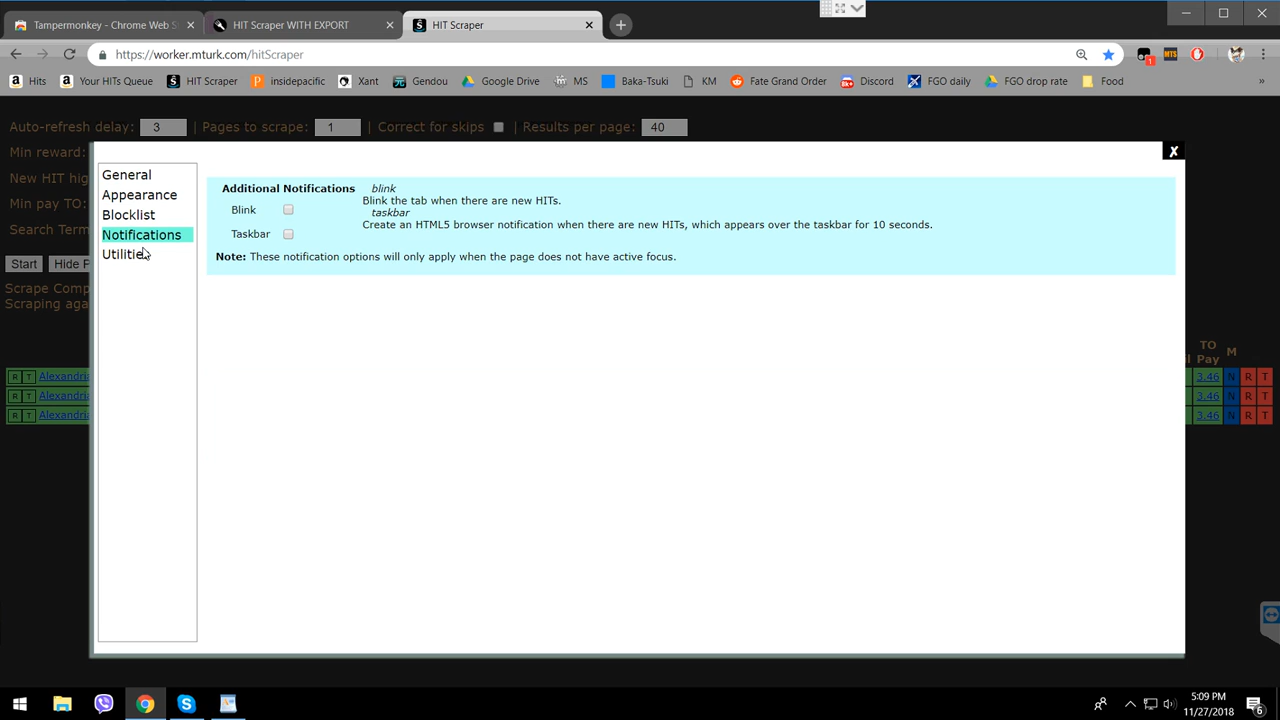 Tampermonkey - Chrome Web S
HIT Scraper WITH EXPORT
HIT Scraper
https://worker.mturk.com/hitScraper
Hits
Your HITs Queue
HIT Scraper
insidepacific
Xant
Gendou
Google Drive
MS
Baka-Tsuki
KM
Fate Grand Order
Discord
FGO daily
FGO drop rate
Food
»
Auto-refresh delay: 3 | Pages to scrape: 1 | Correct for skips | Results per page: 40
Min reward:
New HIT hig
Min pay TO:
Search Term
Start Hide P
Scrape Comp
Scraping aga
X
General
Appearance
Blocklist
Notifications
Utilitie
Additional Notifications
Blink
Taskbar
blink
Blink the tab when there are new HITs.
taskbar
Create an HTML5 browser notification when there are new HITs, which appears over the taskbar for 10 seconds.
Note: These notification options will only apply when the page does not have active focus.
TO
Pay M
R T Alexandria 3.46 N R T
R T Alexandria 3.46 N R T
R T Alexandria 3.46 N R T
5:09 PM
11/27/2018
6